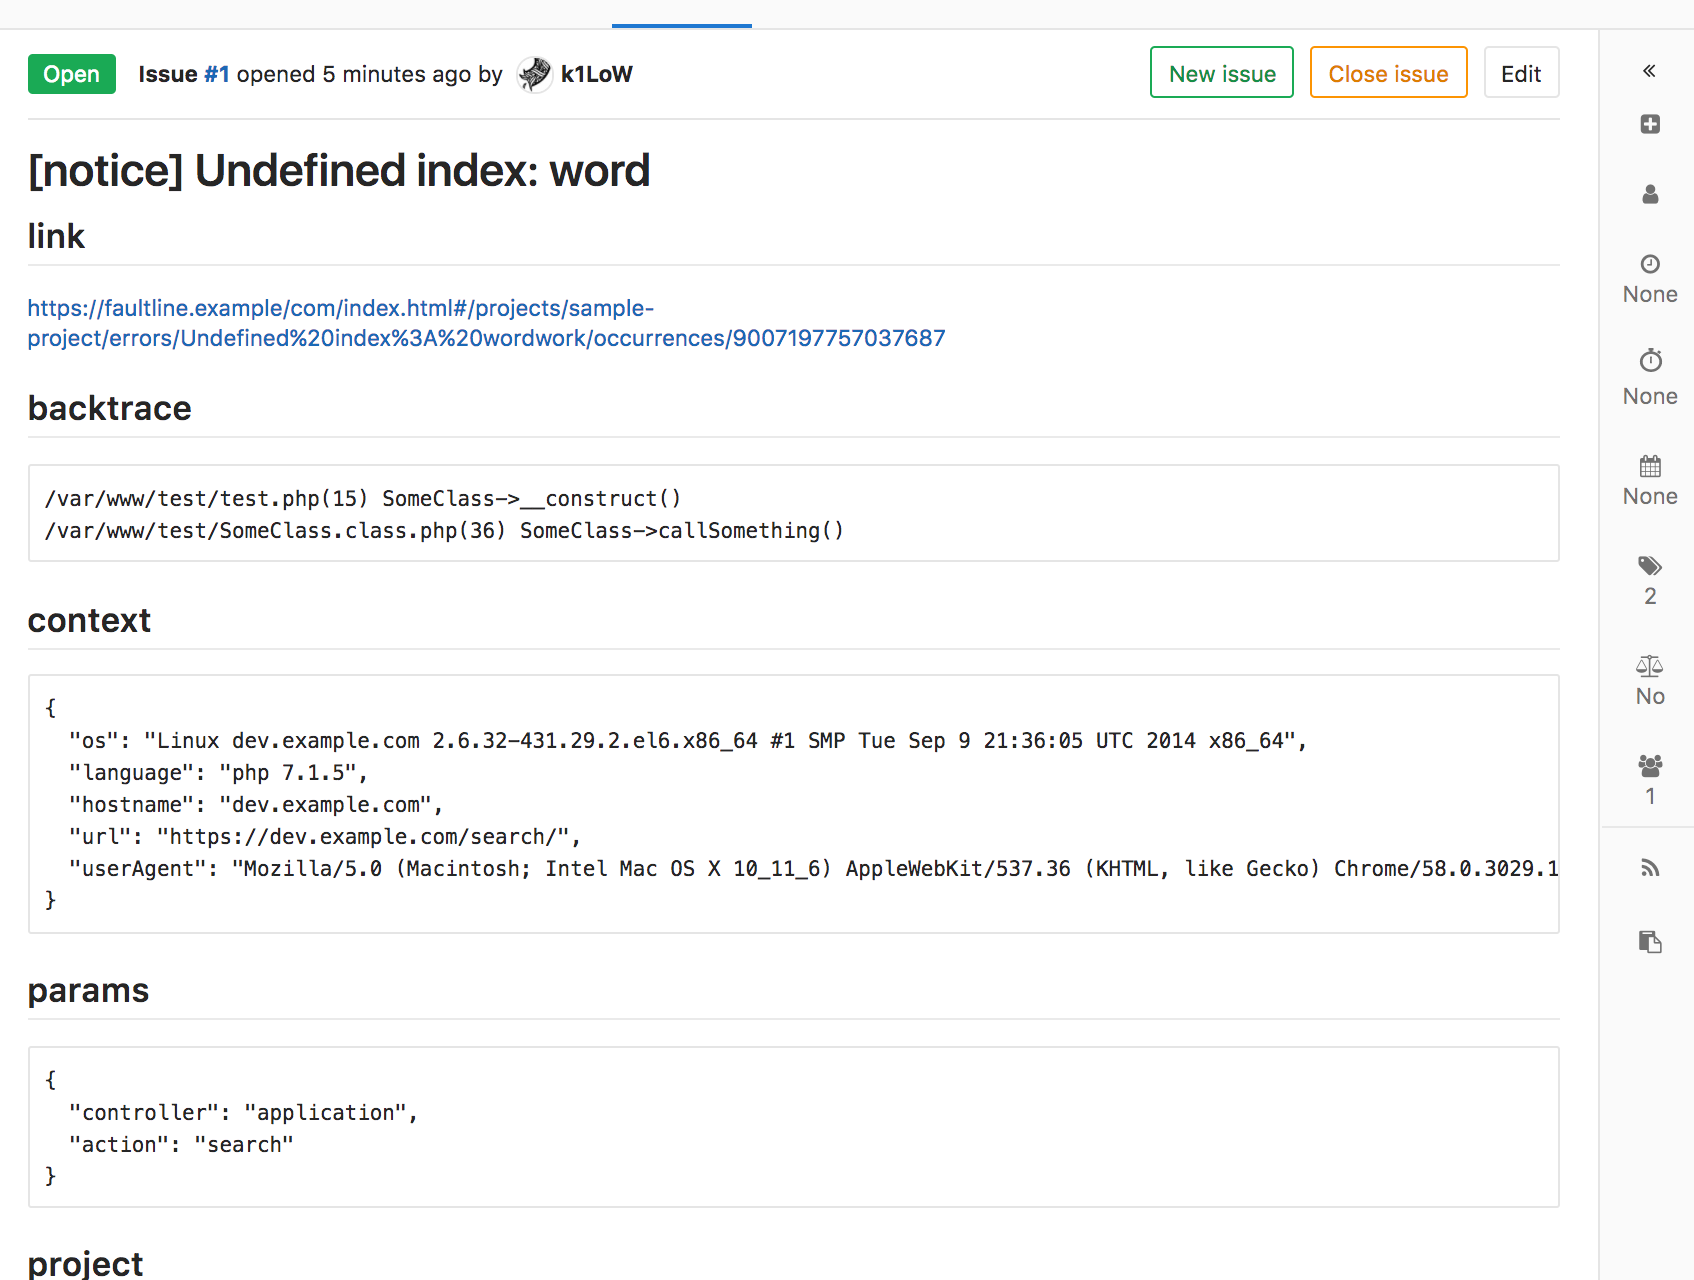 Open Issue #1 opened 5 minutes ago by k1LoW New issue Close issue Edit
[notice] Undefined index: word
link
https://faultline.example/com/index.html#/projects/sample-
project/errors/Undefined%20index%3A%20wordwork/occurrences/9007197757037687
backtrace
/var/www/test/test.php(15) SomeClass->__construct()
/var/www/test/SomeClass.class.php(36) SomeClass->callSomething()
context
{
  "os": "Linux dev.example.com 2.6.32-431.29.2.el6.x86_64 #1 SMP Tue Sep 9 21:36:05 UTC 2014 x86_64",
  "language": "php 7.1.5",
  "hostname": "dev.example.com",
  "url": "https://dev.example.com/search/",
  "userAgent": "Mozilla/5.0 (Macintosh; Intel Mac OS X 10_11_6) AppleWebKit/537.36 (KHTML, like Gecko) Chrome/58.0.3029.1
}
params
{
  "controller": "application",
  "action": "search"
}
project
None
None
None
2
No
1